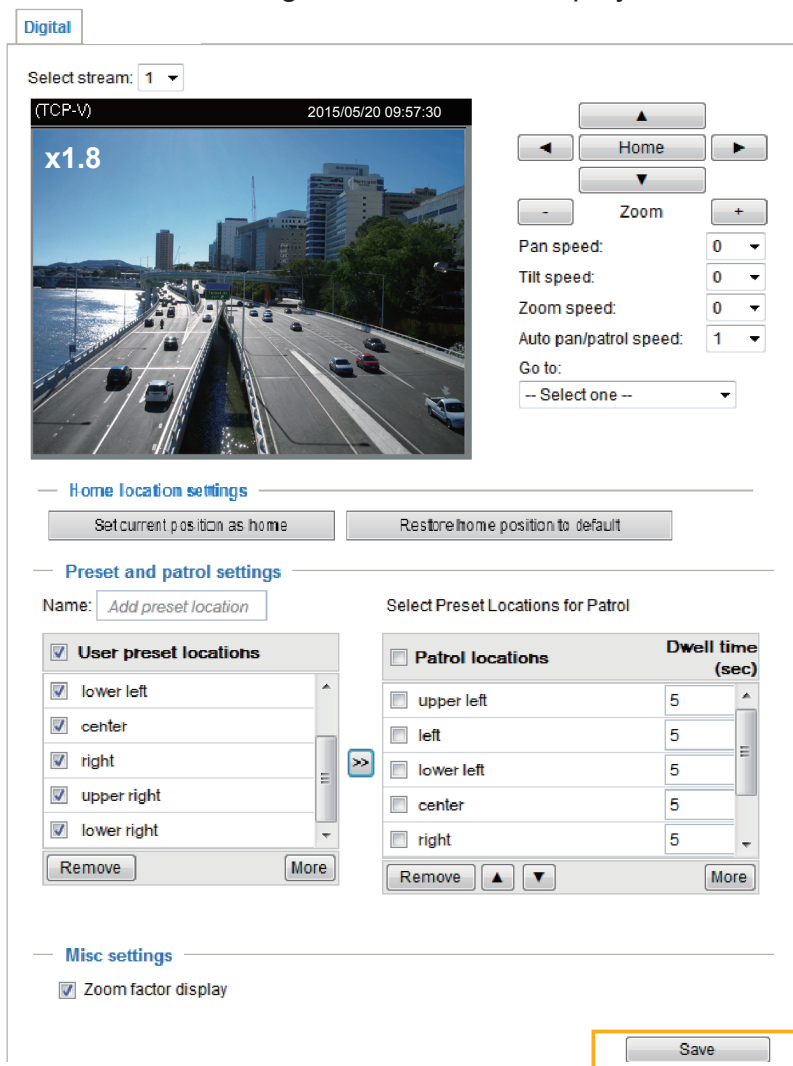 Digital
Select stream: 1
(TCP-V) 2015/05/20 09:57:30
x1.8
Home
- Zoom +
Pan speed: 0
Tilt speed: 0
Zoom speed: 0
Auto pan/patrol speed: 1
Go to:
-- Select one --
Home location settings
Set current position as home
Restore home position to default
Preset and patrol settings
Name: Add preset location
Select Preset Locations for Patrol
User preset locations
lower left
center
right
upper right
lower right
Remove More
>>
Patrol locations Dwell time (sec)
upper left 5
left 5
lower left 5
center 5
right 5
Remove More
Misc settings
Zoom factor display
Save